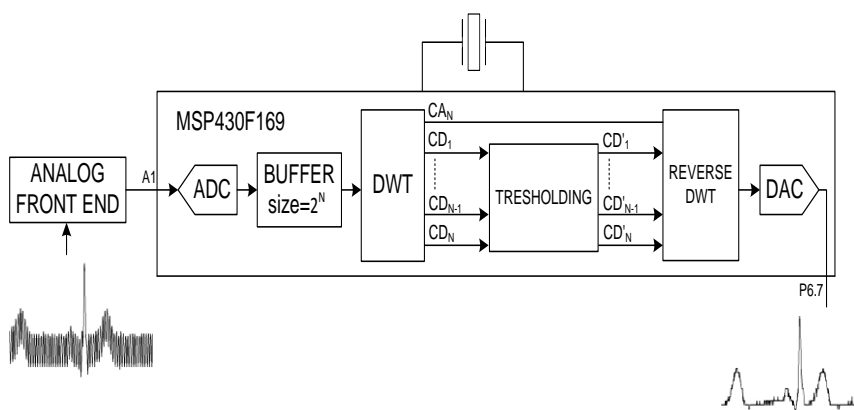 MSP430F169
ANALOG
FRONT END
A1
ADC
BUFFER
size=2^N
DWT
CA_N
CD_1
CD_N-1
CD_N
TRESHOLDING
CD'_1
CD'_N-1
CD'_N
REVERSE
DWT
DAC
P6.7